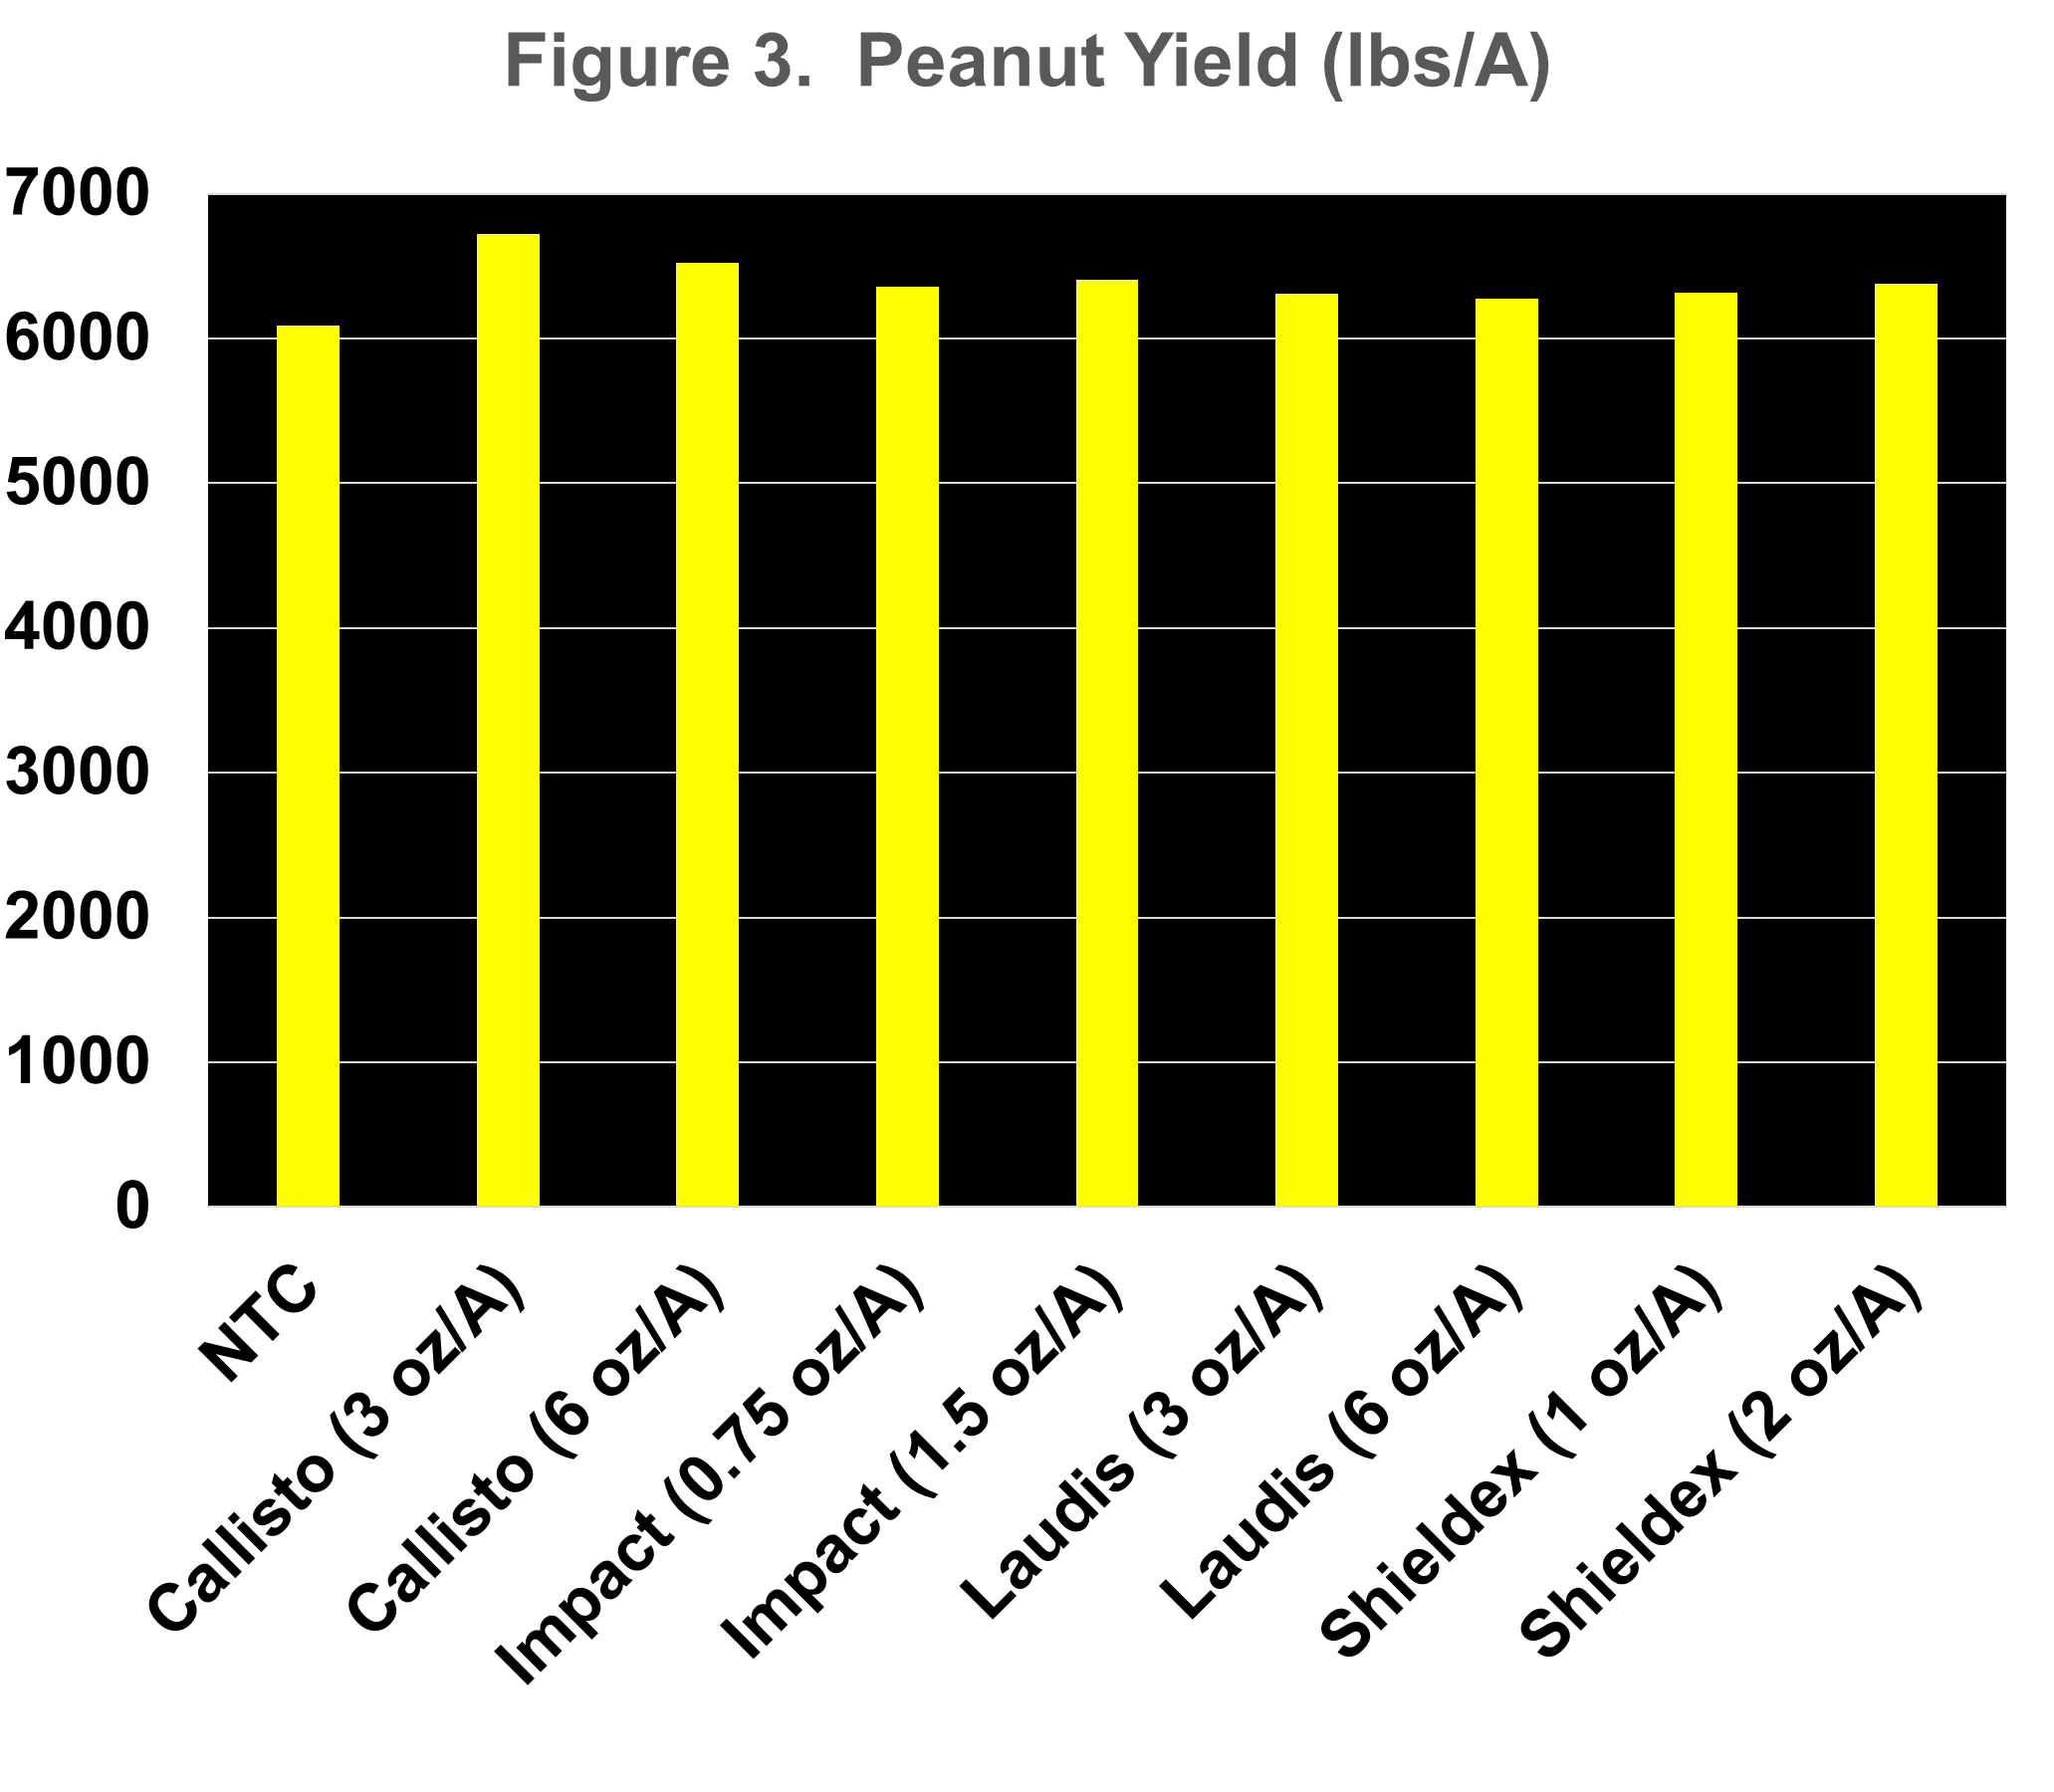 Figure 3.  Peanut Yield (lbs/A)
7000
6000
5000
4000
3000
2000
1000
0
NTC
Callisto (3 oz/A)
Callisto (6 oz/A)
Impact (0.75 oz/A)
Impact (1.5 oz/A)
Laudis (3 oz/A)
Laudis (6 oz/A)
Shieldex (1 oz/A)
Shieldex (2 oz/A)